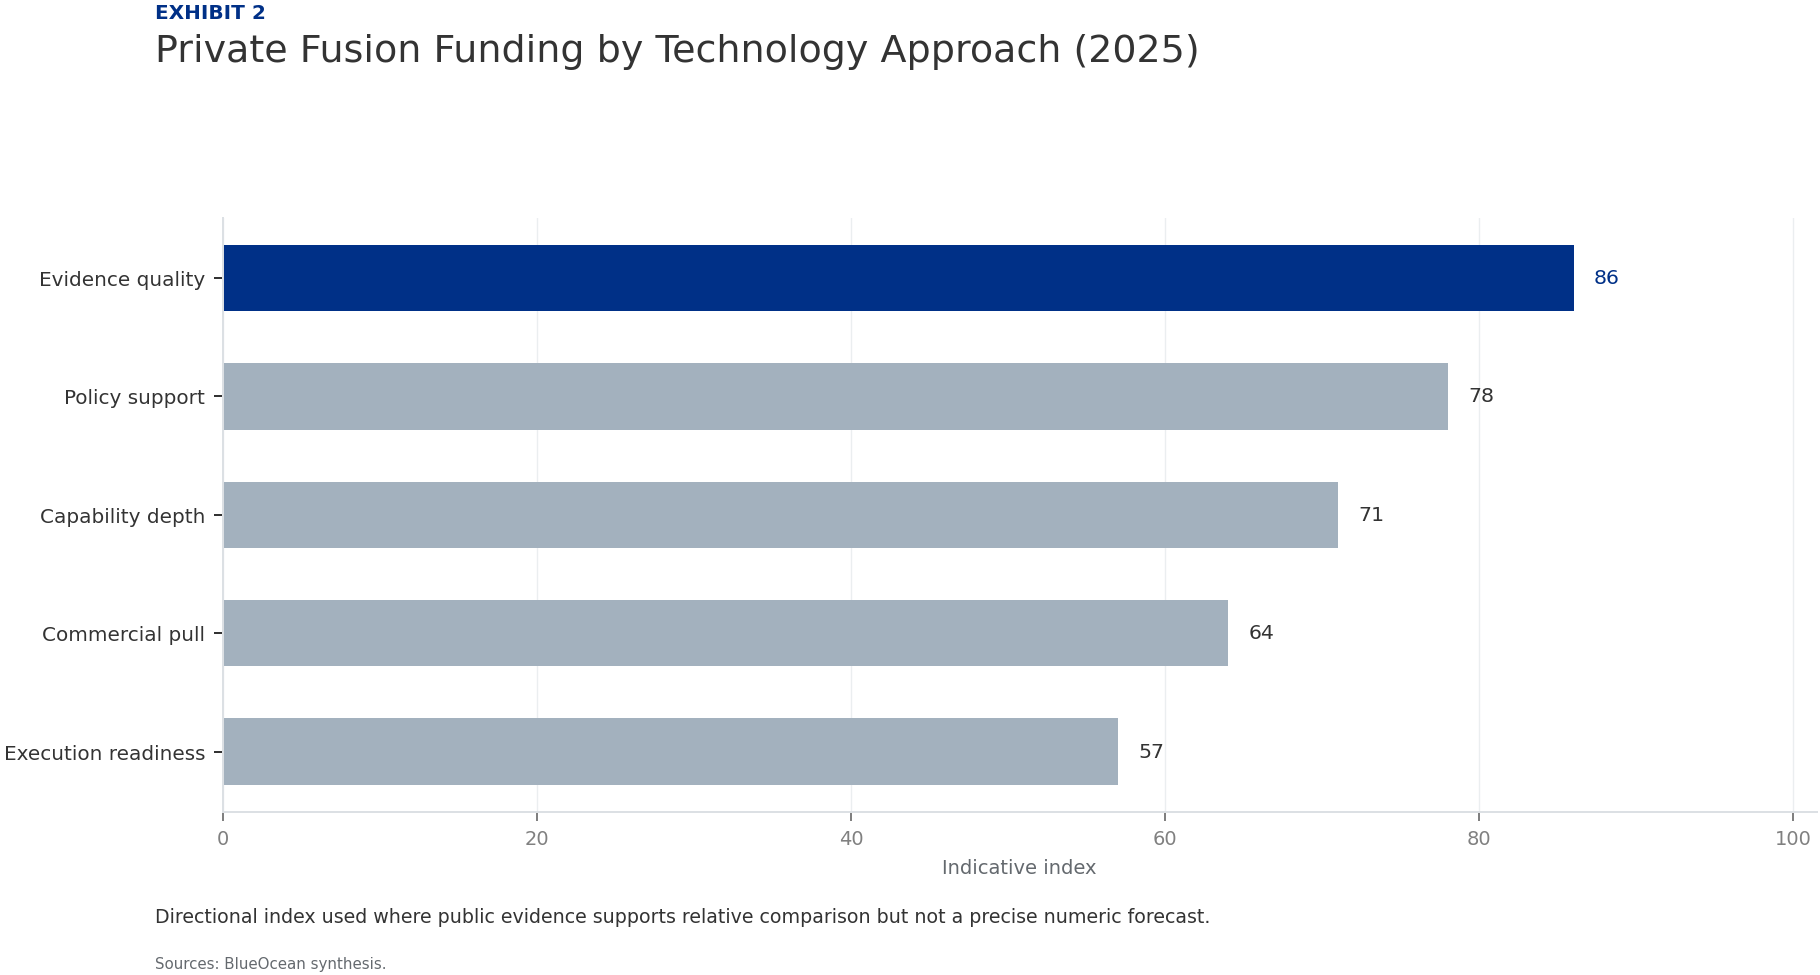 EXHIBIT 2
Private Fusion Funding by Technology Approach (2025)
Evidence quality
86
Policy support
78
Capability depth
71
Commercial pull
64
Execution readiness
57
0 20 40 60 80 100
Indicative index
Directional index used where public evidence supports relative comparison but not a precise numeric forecast.
Sources: BlueOcean synthesis.